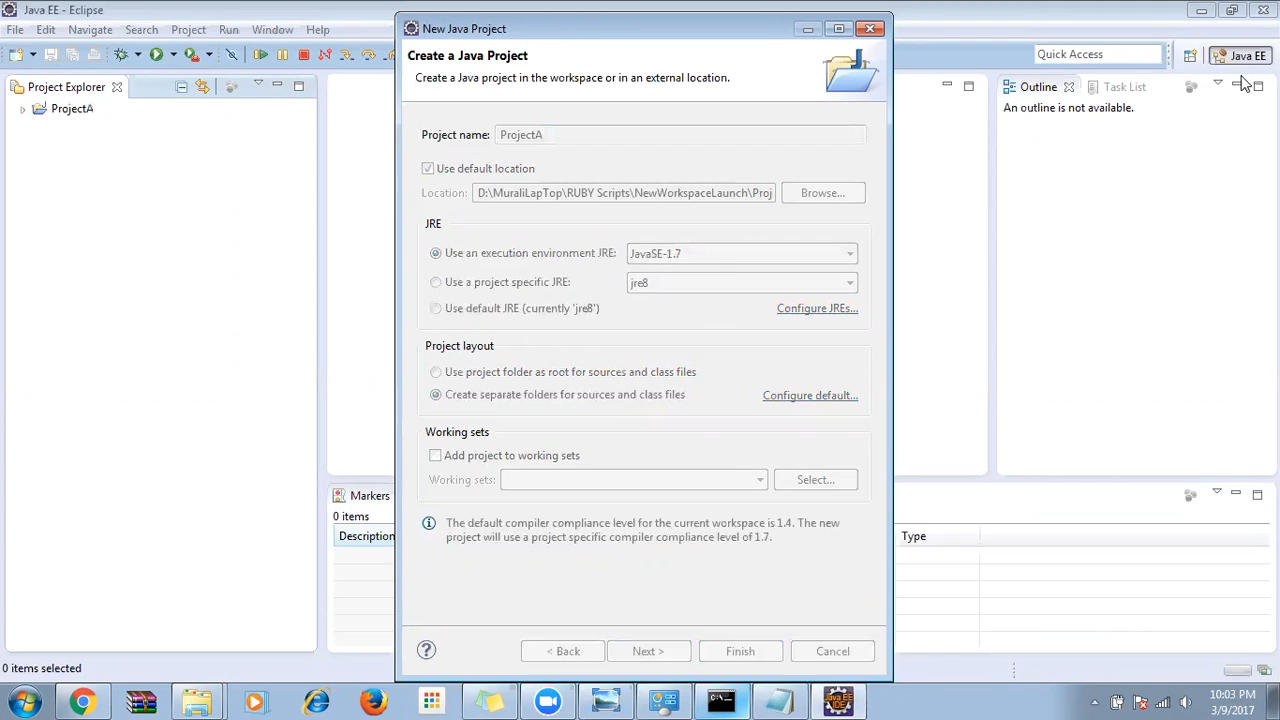 Java EE - Eclipse
File Edit Navigate Search Project Run Window Help
Quick Access
Java EE
Project Explorer
ProjectA
Outline
Task List
An outline is not available.
New Java Project
Create a Java Project
Create a Java project in the workspace or in an external location.
Project name: ProjectA
Use default location
Location: D:\MuraliLapTop\RUBY Scripts\NewWorkspaceLaunch\Proj
Browse...
JRE
Use an execution environment JRE: JavaSE-1.7
Use a project specific JRE: jre8
Use default JRE (currently 'jre8')
Configure JREs...
Project layout
Use project folder as root for sources and class files
Create separate folders for sources and class files
Configure default...
Working sets
Add project to working sets
Working sets:
Select...
The default compiler compliance level for the current workspace is 1.4. The new
project will use a project specific compiler compliance level of 1.7.
< Back Next > Finish Cancel
Markers
0 items
Description
Type
0 items selected
Java EE
IDE
10:03 PM
3/9/2017